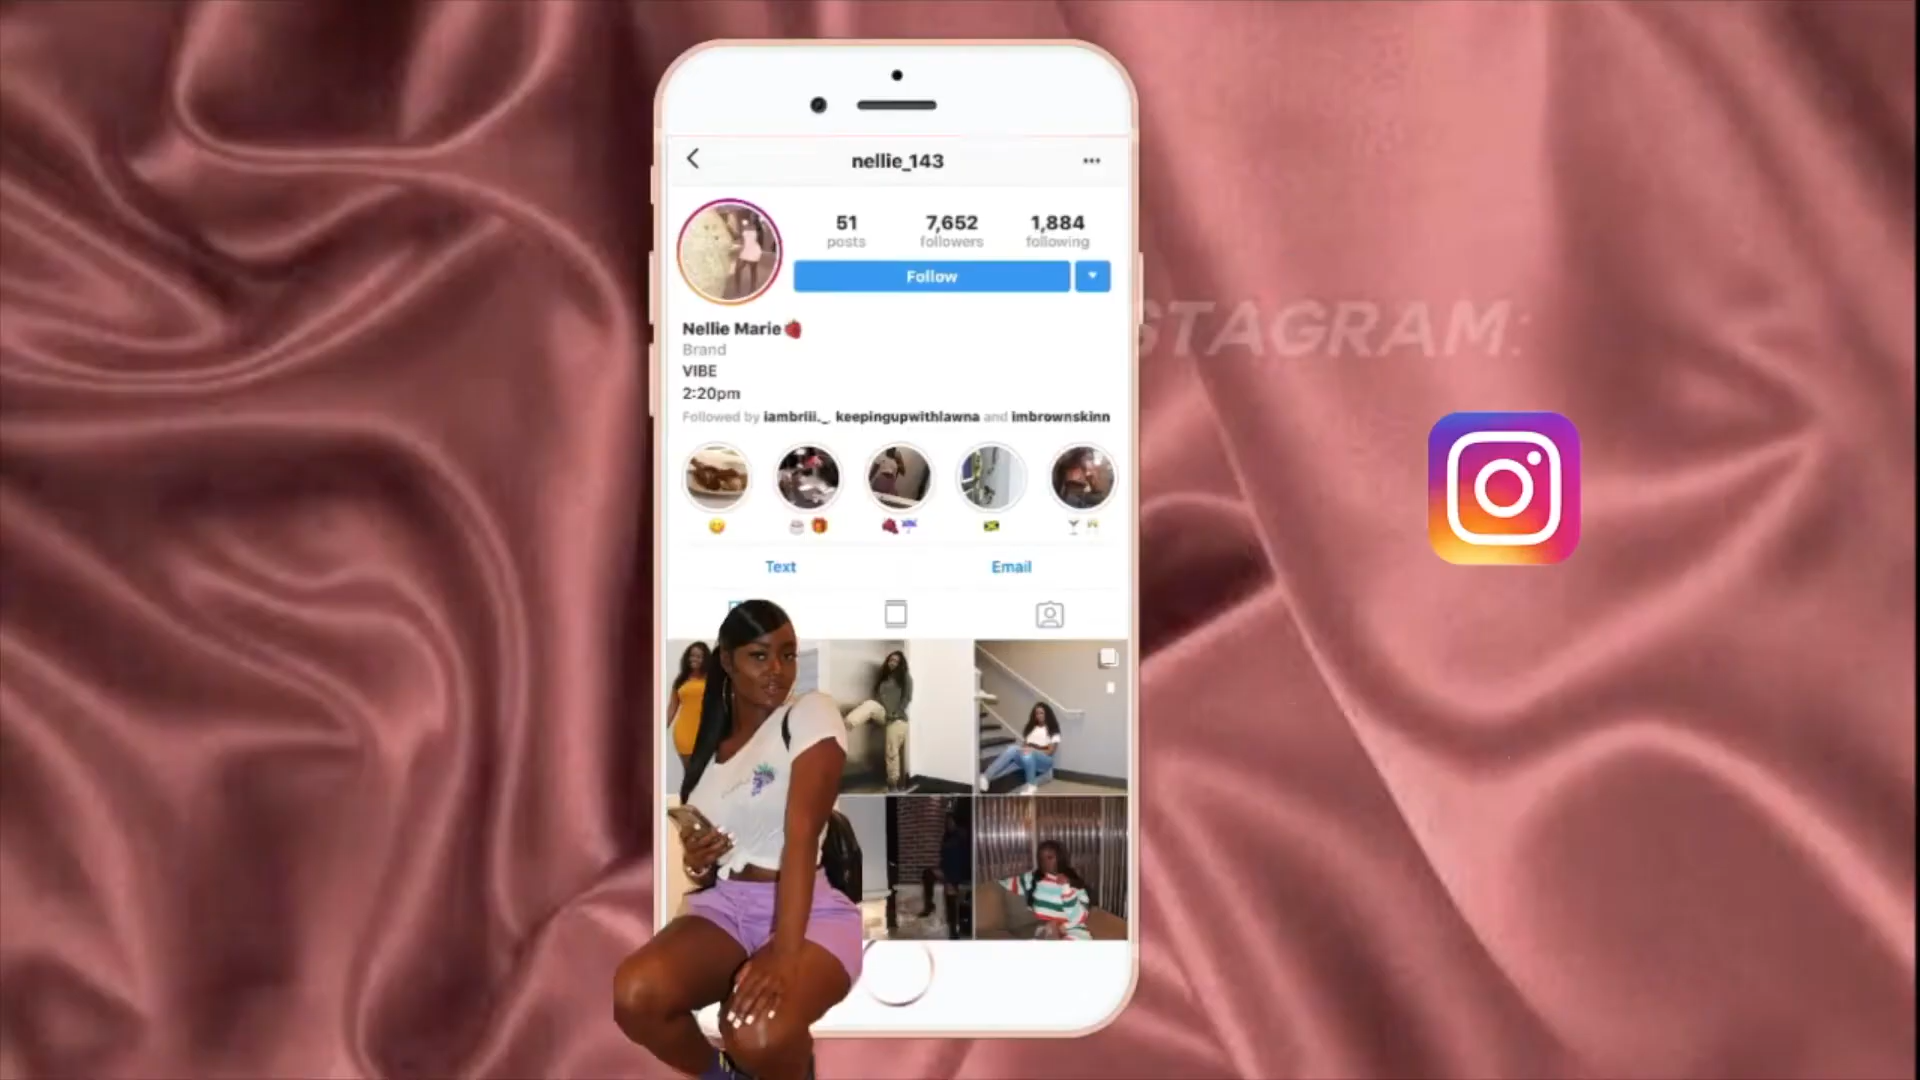 nellie_143
51 7,652 1,884
posts followers following
Follow
Nellie Marie🍓
Brand
VIBE
2:20pm
Followed by iambriii._, keepingupwithlawna and imbrownskinn
STAGRAM:
Text Email